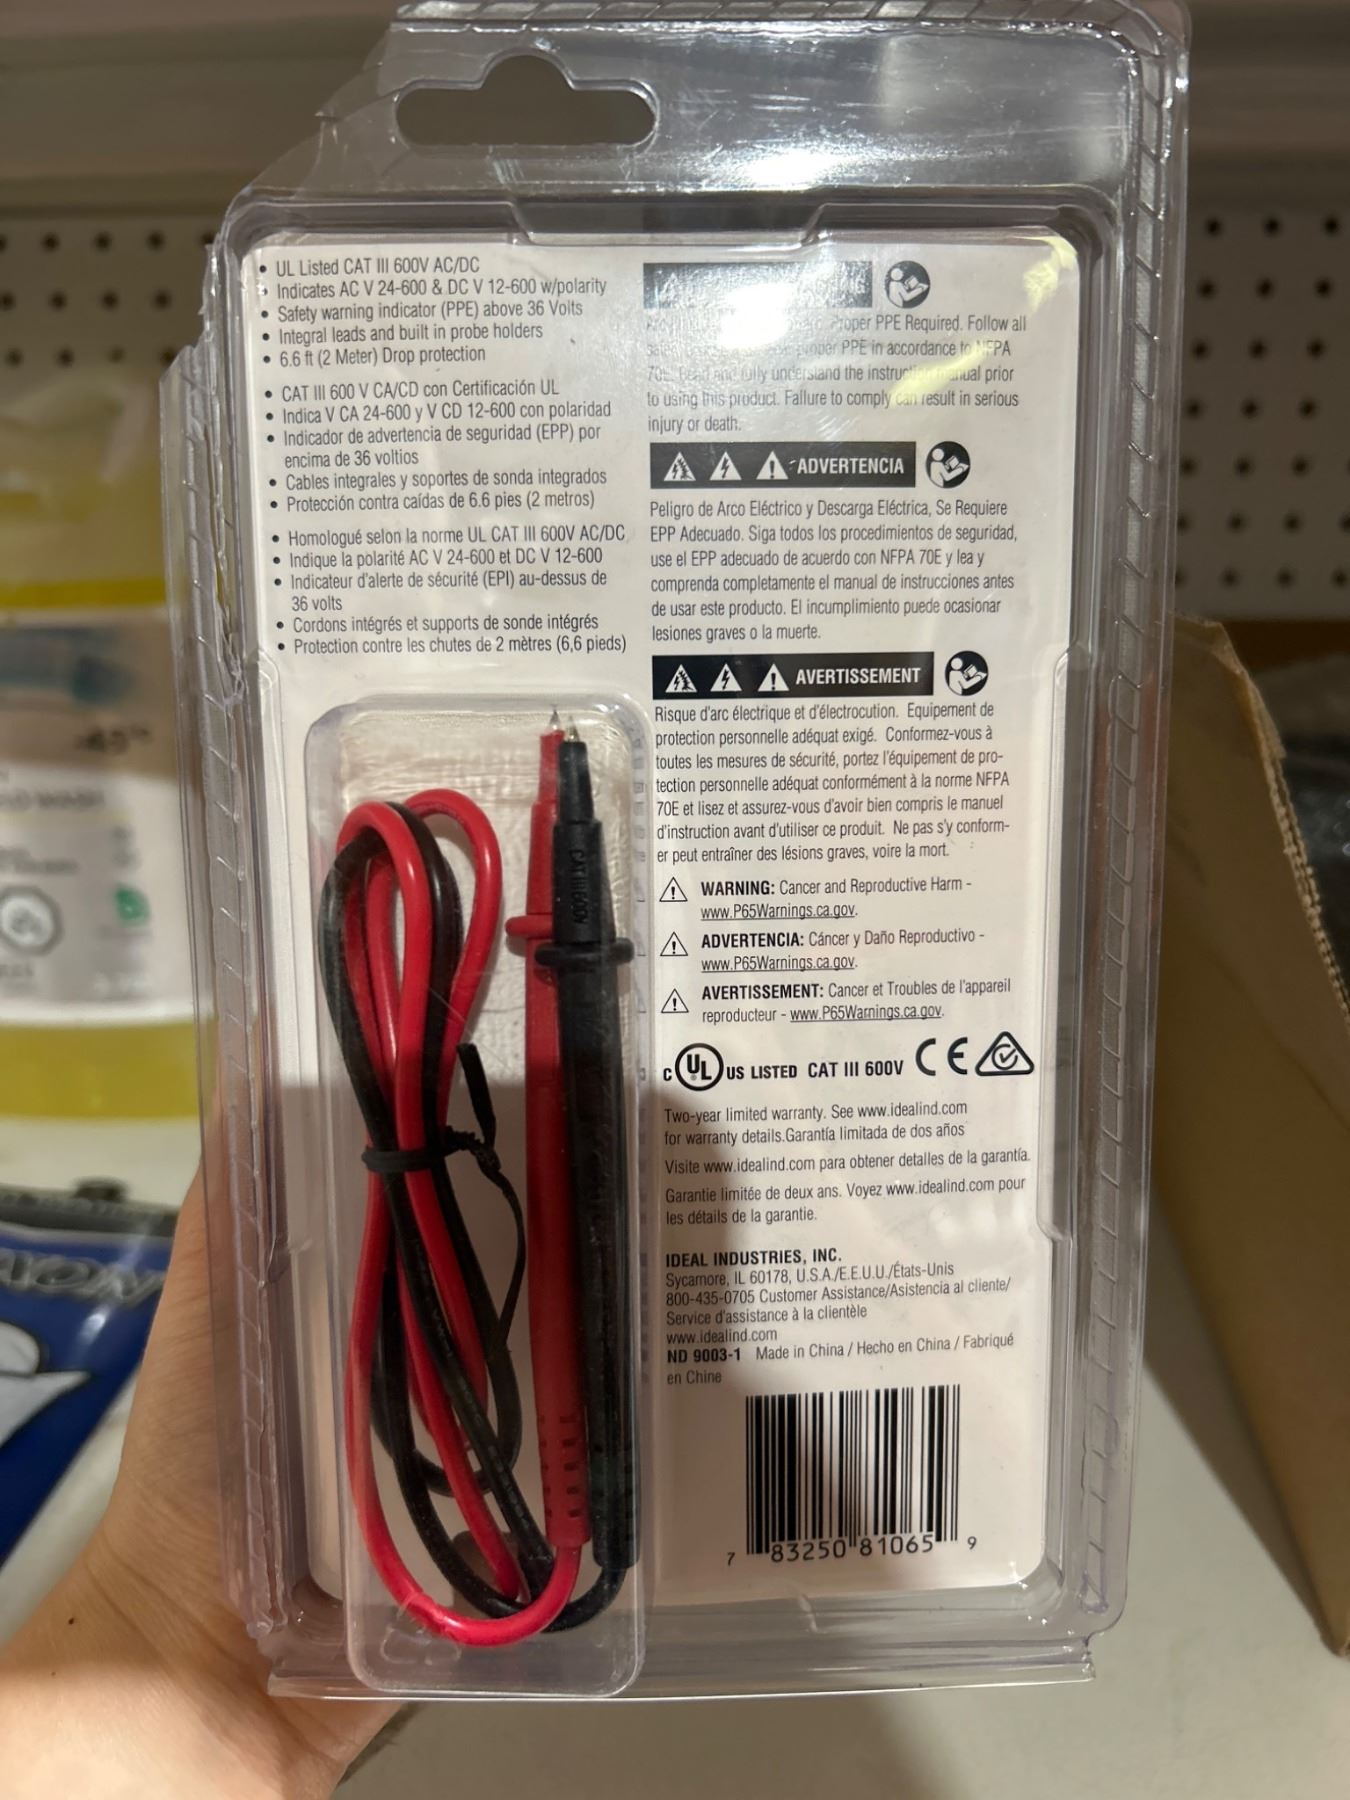 • UL Listed CAT III 600V AC/DC
• Indicates AC V 24-600 & DC V 12-600 w/polarity
• Safety warning indicator (PPE) above 36 Volts
• Integral leads and built in probe holders
• 6.6 ft (2 Meter) Drop protection
• CAT III 600 V CA/CD con Certificación UL
• Indica V CA 24-600 y V CD 12-600 con polaridad
• Indicador de advertencia de seguridad (EPP) por
encima de 36 voltios
• Cables integrales y soportes de sonda integrados
• Protección contra caídas de 6.6 pies (2 metros)
• Homologué selon la norme UL CAT III 600V AC/DC
• Indique la polarité AC V 24-600 et DC V 12-600
• Indicateur d'alerte de sécurité (EPI) au-dessus de
36 volts
• Cordons intégrés et supports de sonde intégrés
• Protection contre les chutes de 2 mètres (6,6 pieds)
CAT III 600V
Proper PPE Required. Follow all
proper PPE in accordance to NFPA
70E. Read and fully understand the instruction manual prior
to using this product. Failure to comply can result in serious
injury or death.
ADVERTENCIA
Peligro de Arco Eléctrico y Descarga Eléctrica, Se Requiere
EPP Adecuado. Siga todos los procedimientos de seguridad,
use el EPP adecuado de acuerdo con NFPA 70E y lea y
comprenda completamente el manual de instrucciones antes
de usar este producto. El incumplimiento puede ocasionar
lesiones graves o la muerte.
AVERTISSEMENT
Risque d'arc électrique et d'électrocution. Equipement de
protection personnelle adéquat exigé. Conformez-vous à
toutes les mesures de sécurité, portez l'équipement de pro-
tection personnelle adéquat conformément à la norme NFPA
70E et lisez et assurez-vous d'avoir bien compris le manuel
d'instruction avant d'utiliser ce produit. Ne pas s'y conform-
er peut entraîner des lésions graves, voire la mort.
WARNING: Cancer and Reproductive Harm -
www.P65Warnings.ca.gov.
ADVERTENCIA: Cáncer y Daño Reproductivo -
www.P65Warnings.ca.gov.
AVERTISSEMENT: Cancer et Troubles de l'appareil
reproducteur - www.P65Warnings.ca.gov.
C UL US LISTED CAT III 600V CE
Two-year limited warranty. See www.idealind.com
for warranty details.Garantía limitada de dos años
Visite www.idealind.com para obtener detalles de la garantía.
Garantie limitée de deux ans. Voyez www.idealind.com pour
les détails de la garantie.
IDEAL INDUSTRIES, INC.
Sycamore, IL 60178, U.S.A./E.E.U.U./États-Unis
800-435-0705 Customer Assistance/Asistencia al cliente/
Service d'assistance à la clientèle
www.idealind.com
ND 9003-1 Made in China / Hecho en China / Fabriqué
en Chine
7 83250 81065 9